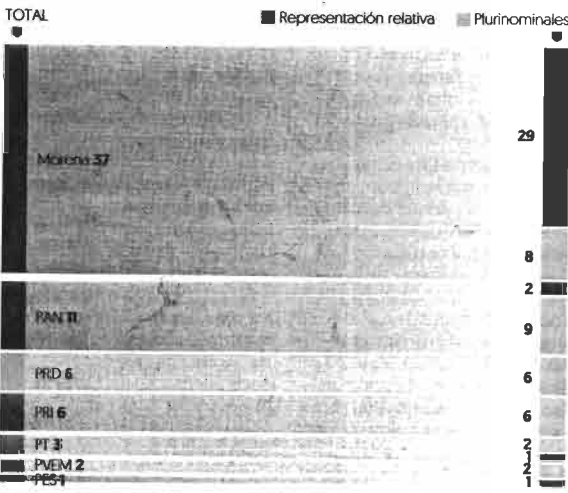 TOTAL
Representación relativa
Plurinominales
Morena 37
29
8
PAN 11
2
9
PRD 6
6
PRI 6
6
PT 3
2
1
PVEM 2
2
PES 1
1